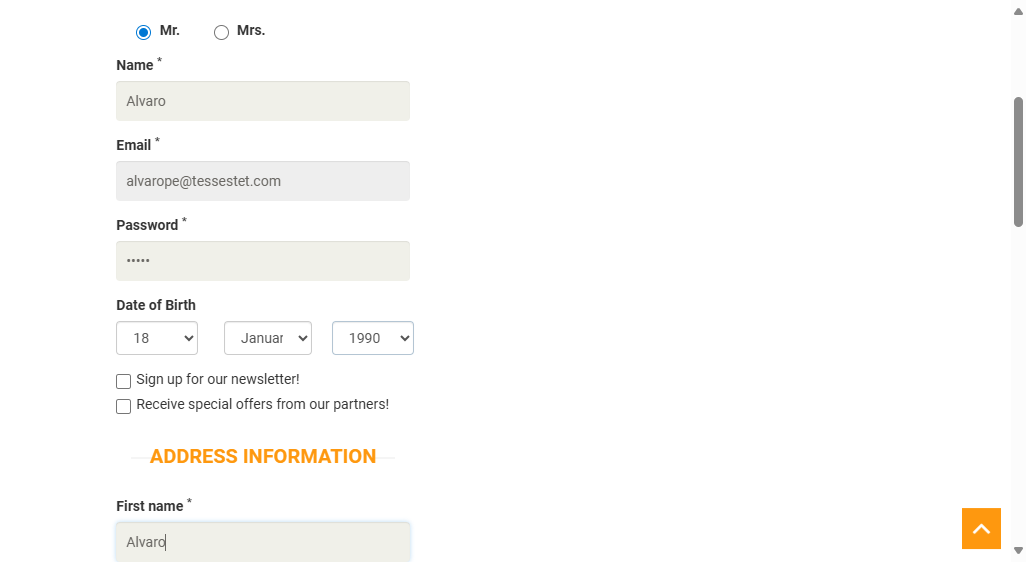 Mr. Mrs.
Name *
Alvaro
Email *
alvarope@tessestet.com
Password *
•••••
Date of Birth
18 Januar 1990
Sign up for our newsletter!
Receive special offers from our partners!
ADDRESS INFORMATION
First name *
Alvaro